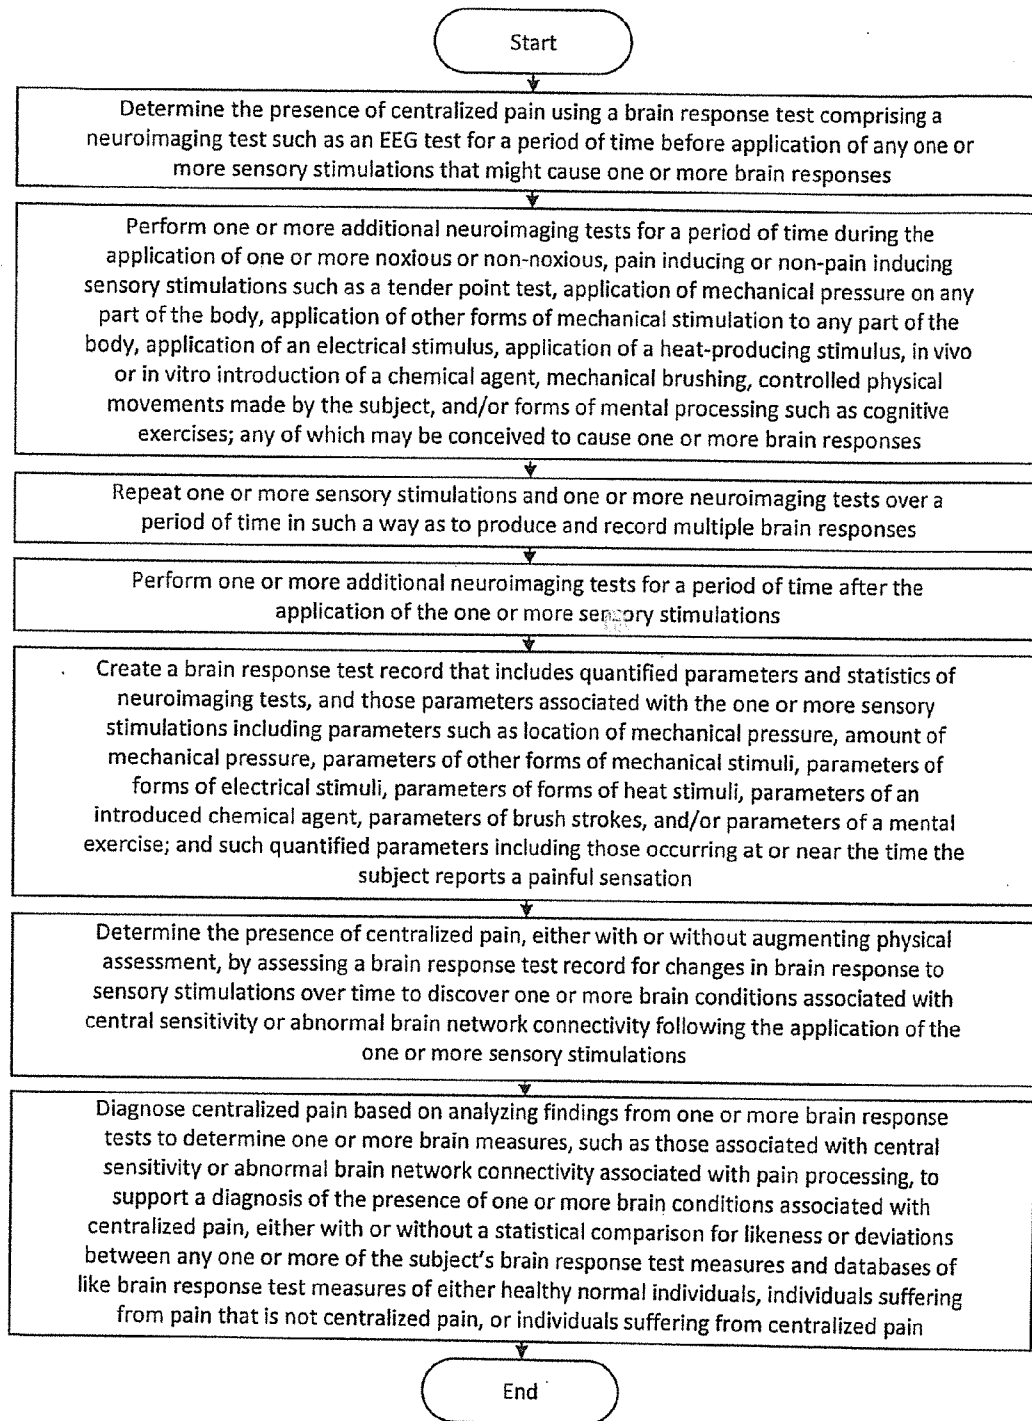 Start
Determine the presence of centralized pain using a brain response test comprising a
neuroimaging test such as an EEG test for a period of time before application of any one or
more sensory stimulations that might cause one or more brain responses
Perform one or more additional neuroimaging tests for a period of time during the
application of one or more noxious or non-noxious, pain inducing or non-pain inducing
sensory stimulations such as a tender point test, application of mechanical pressure on any
part of the body, application of other forms of mechanical stimulation to any part of the
body, application of an electrical stimulus, application of a heat-producing stimulus, in vivo
or in vitro introduction of a chemical agent, mechanical brushing, controlled physical
movements made by the subject, and/or forms of mental processing such as cognitive
exercises; any of which may be conceived to cause one or more brain responses
Repeat one or more sensory stimulations and one or more neuroimaging tests over a
period of time in such a way as to produce and record multiple brain responses
Perform one or more additional neuroimaging tests for a period of time after the
application of the one or more sensory stimulations
Create a brain response test record that includes quantified parameters and statistics of
neuroimaging tests, and those parameters associated with the one or more sensory
stimulations including parameters such as location of mechanical pressure, amount of
mechanical pressure, parameters of other forms of mechanical stimuli, parameters of
forms of electrical stimuli, parameters of forms of heat stimuli, parameters of an
introduced chemical agent, parameters of brush strokes, and/or parameters of a mental
exercise; and such quantified parameters including those occurring at or near the time the
subject reports a painful sensation
Determine the presence of centralized pain, either with or without augmenting physical
assessment, by assessing a brain response test record for changes in brain response to
sensory stimulations over time to discover one or more brain conditions associated with
central sensitivity or abnormal brain network connectivity following the application of the
one or more sensory stimulations
Diagnose centralized pain based on analyzing findings from one or more brain response
tests to determine one or more brain measures, such as those associated with central
sensitivity or abnormal brain network connectivity associated with pain processing, to
support a diagnosis of the presence of one or more brain conditions associated with
centralized pain, either with or without a statistical comparison for likeness or deviations
between any one or more of the subject's brain response test measures and databases of
like brain response test measures of either healthy normal individuals, individuals suffering
from pain that is not centralized pain, or individuals suffering from centralized pain
End